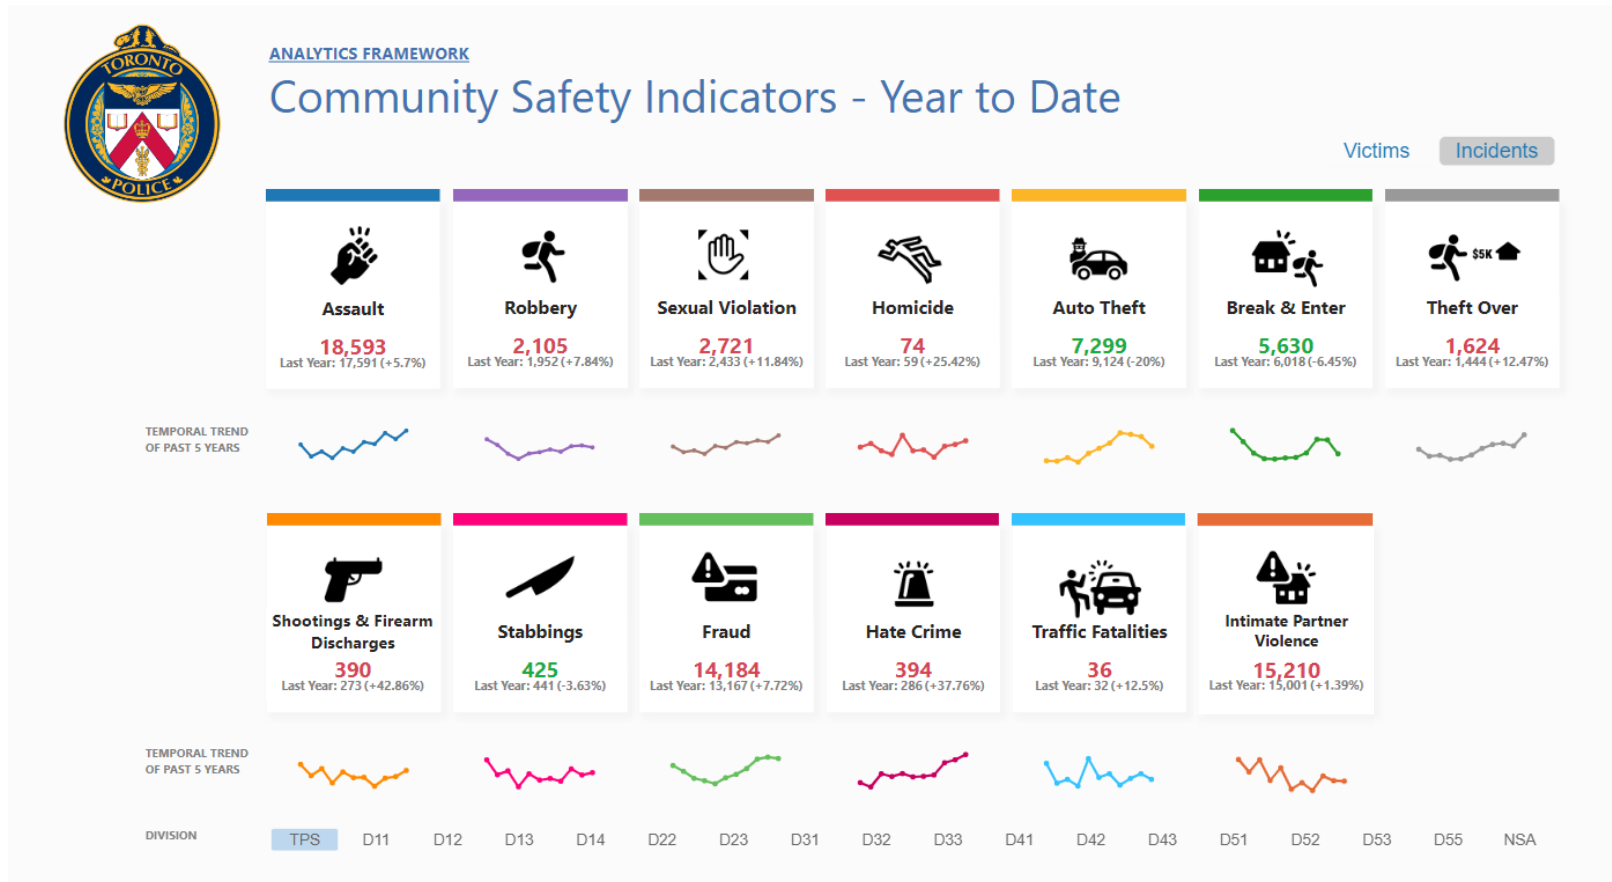 TORONTO
POLICE
ANALYTICS FRAMEWORK
Community Safety Indicators - Year to Date
Victims
Incidents
Assault
18,593
Last Year: 17,591 (+5.7%)
Robbery
2,105
Last Year: 1,952 (+7.84%)
Sexual Violation
2,721
Last Year: 2,433 (+11.84%)
Homicide
74
Last Year: 59 (+25.42%)
Auto Theft
7,299
Last Year: 9,124 (-20%)
Break & Enter
5,630
Last Year: 6,018 (-6.45%)
$5K
Theft Over
1,624
Last Year: 1,444 (+12.47%)
TEMPORAL TREND
OF PAST 5 YEARS
Shootings & Firearm
Discharges
390
Last Year: 273 (+42.86%)
Stabbings
425
Last Year: 441 (-3.63%)
Fraud
14,184
Last Year: 13,167 (+7.72%)
Hate Crime
394
Last Year: 286 (+37.76%)
Traffic Fatalities
36
Last Year: 32 (+12.5%)
Intimate Partner
Violence
15,210
Last Year: 15,001 (+1.39%)
TEMPORAL TREND
OF PAST 5 YEARS
DIVISION TPS D11 D12 D13 D14 D22 D23 D31 D32 D33 D41 D42 D43 D51 D52 D53 D55 NSA